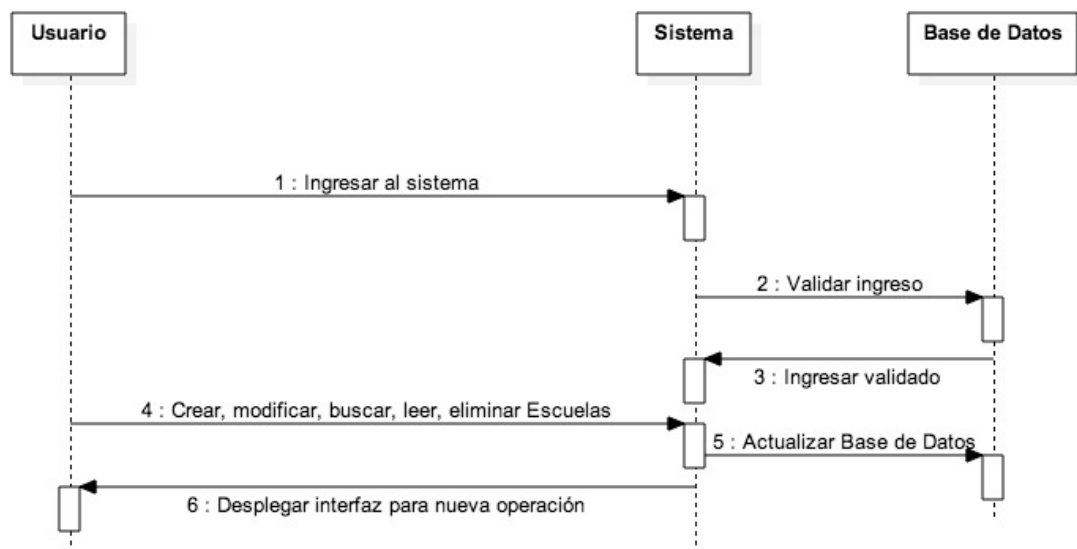 Usuario
Sistema
Base de Datos
1 : Ingresar al sistema
2 : Validar ingreso
3 : Ingresar validado
4 : Crear, modificar, buscar, leer, eliminar Escuelas
5 : Actualizar Base de Datos
6 : Desplegar interfaz para nueva operación